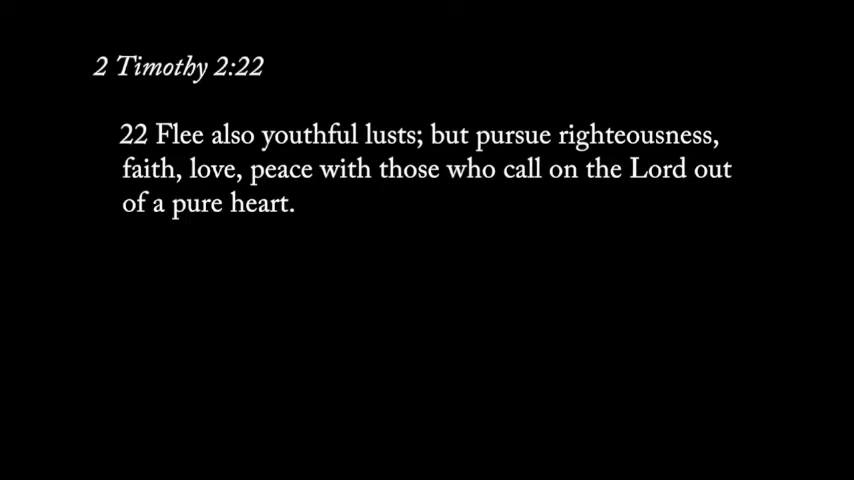 2 Timothy 2:22
22 Flee also youthful lusts; but pursue righteousness,
faith, love, peace with those who call on the Lord out
of a pure heart.